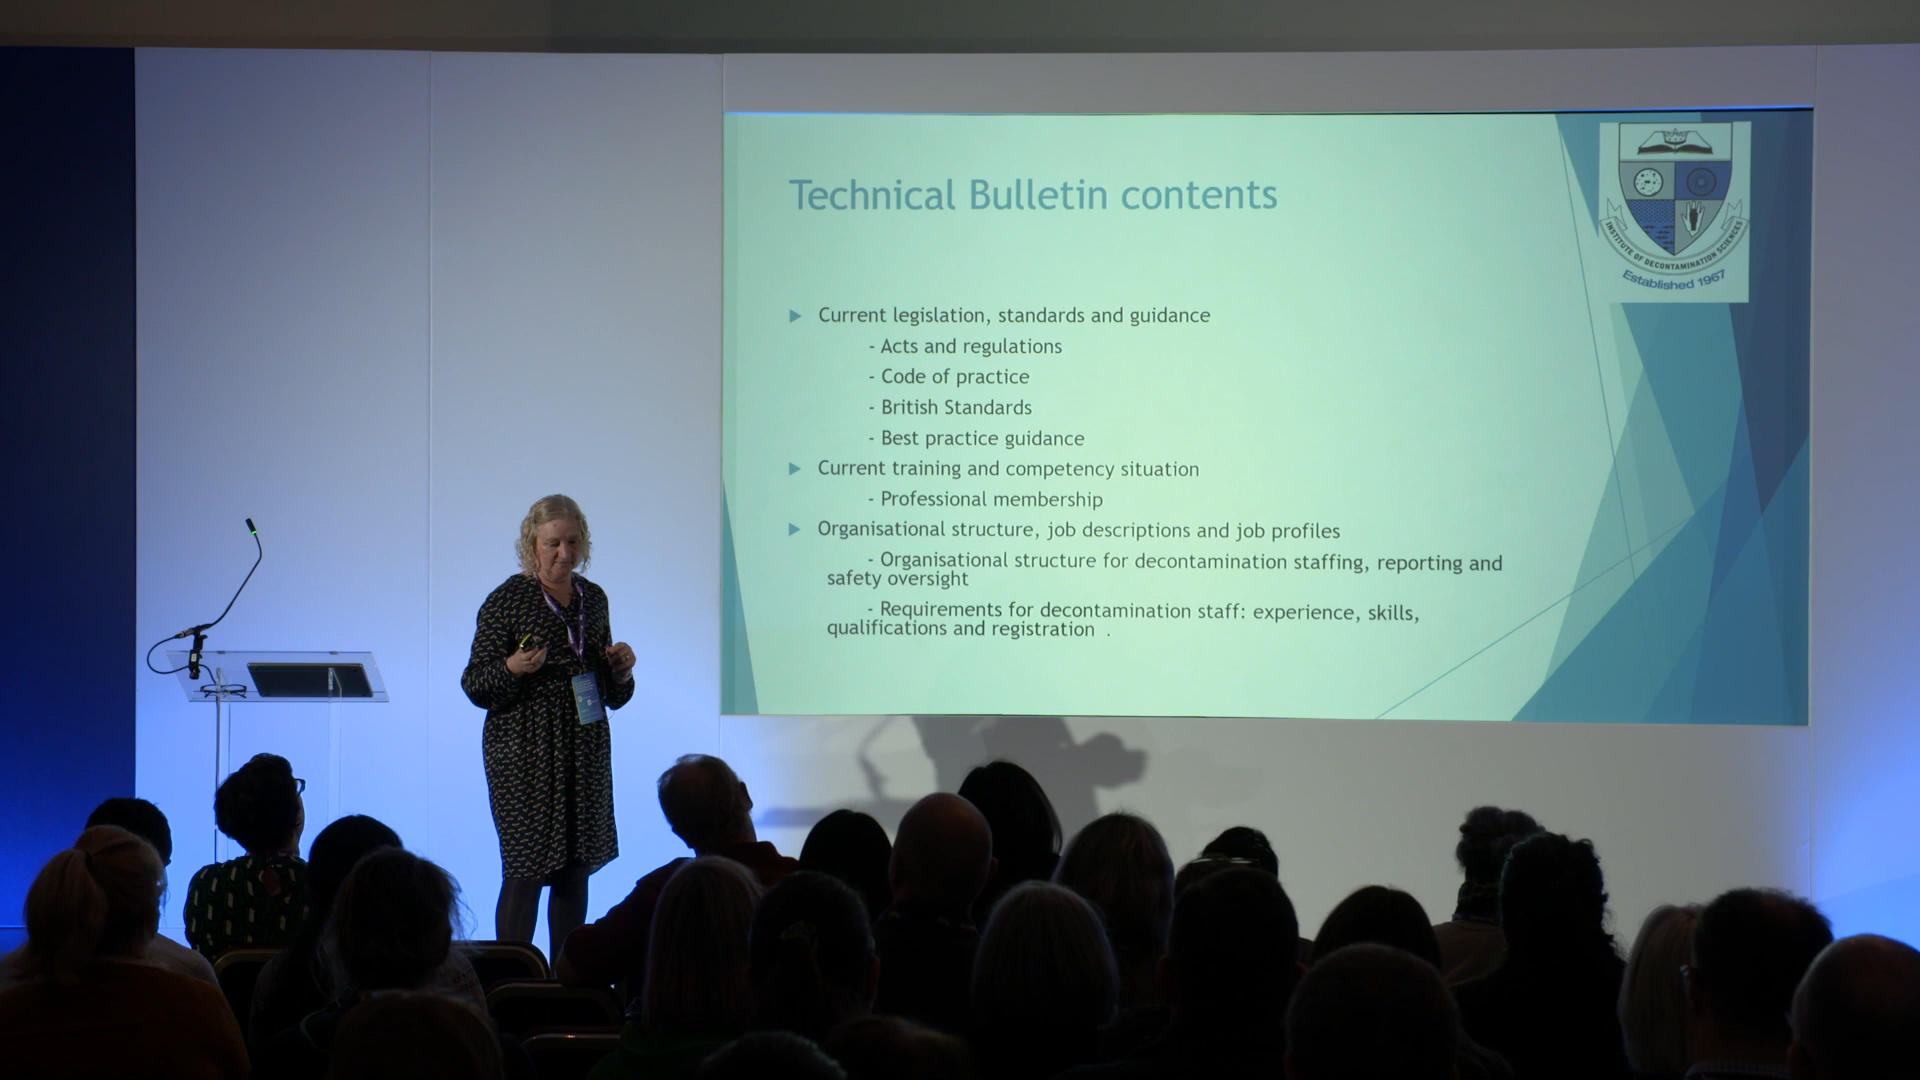 Technical Bulletin contents
INSTITUTE OF DECONTAMINATION SCIENCES
Established 1967
Current legislation, standards and guidance
- Acts and regulations
- Code of practice
- British Standards
- Best practice guidance
Current training and competency situation
- Professional membership
Organisational structure, job descriptions and job profiles
- Organisational structure for decontamination staffing, reporting and
safety oversight
- Requirements for decontamination staff: experience, skills,
qualifications and registration .